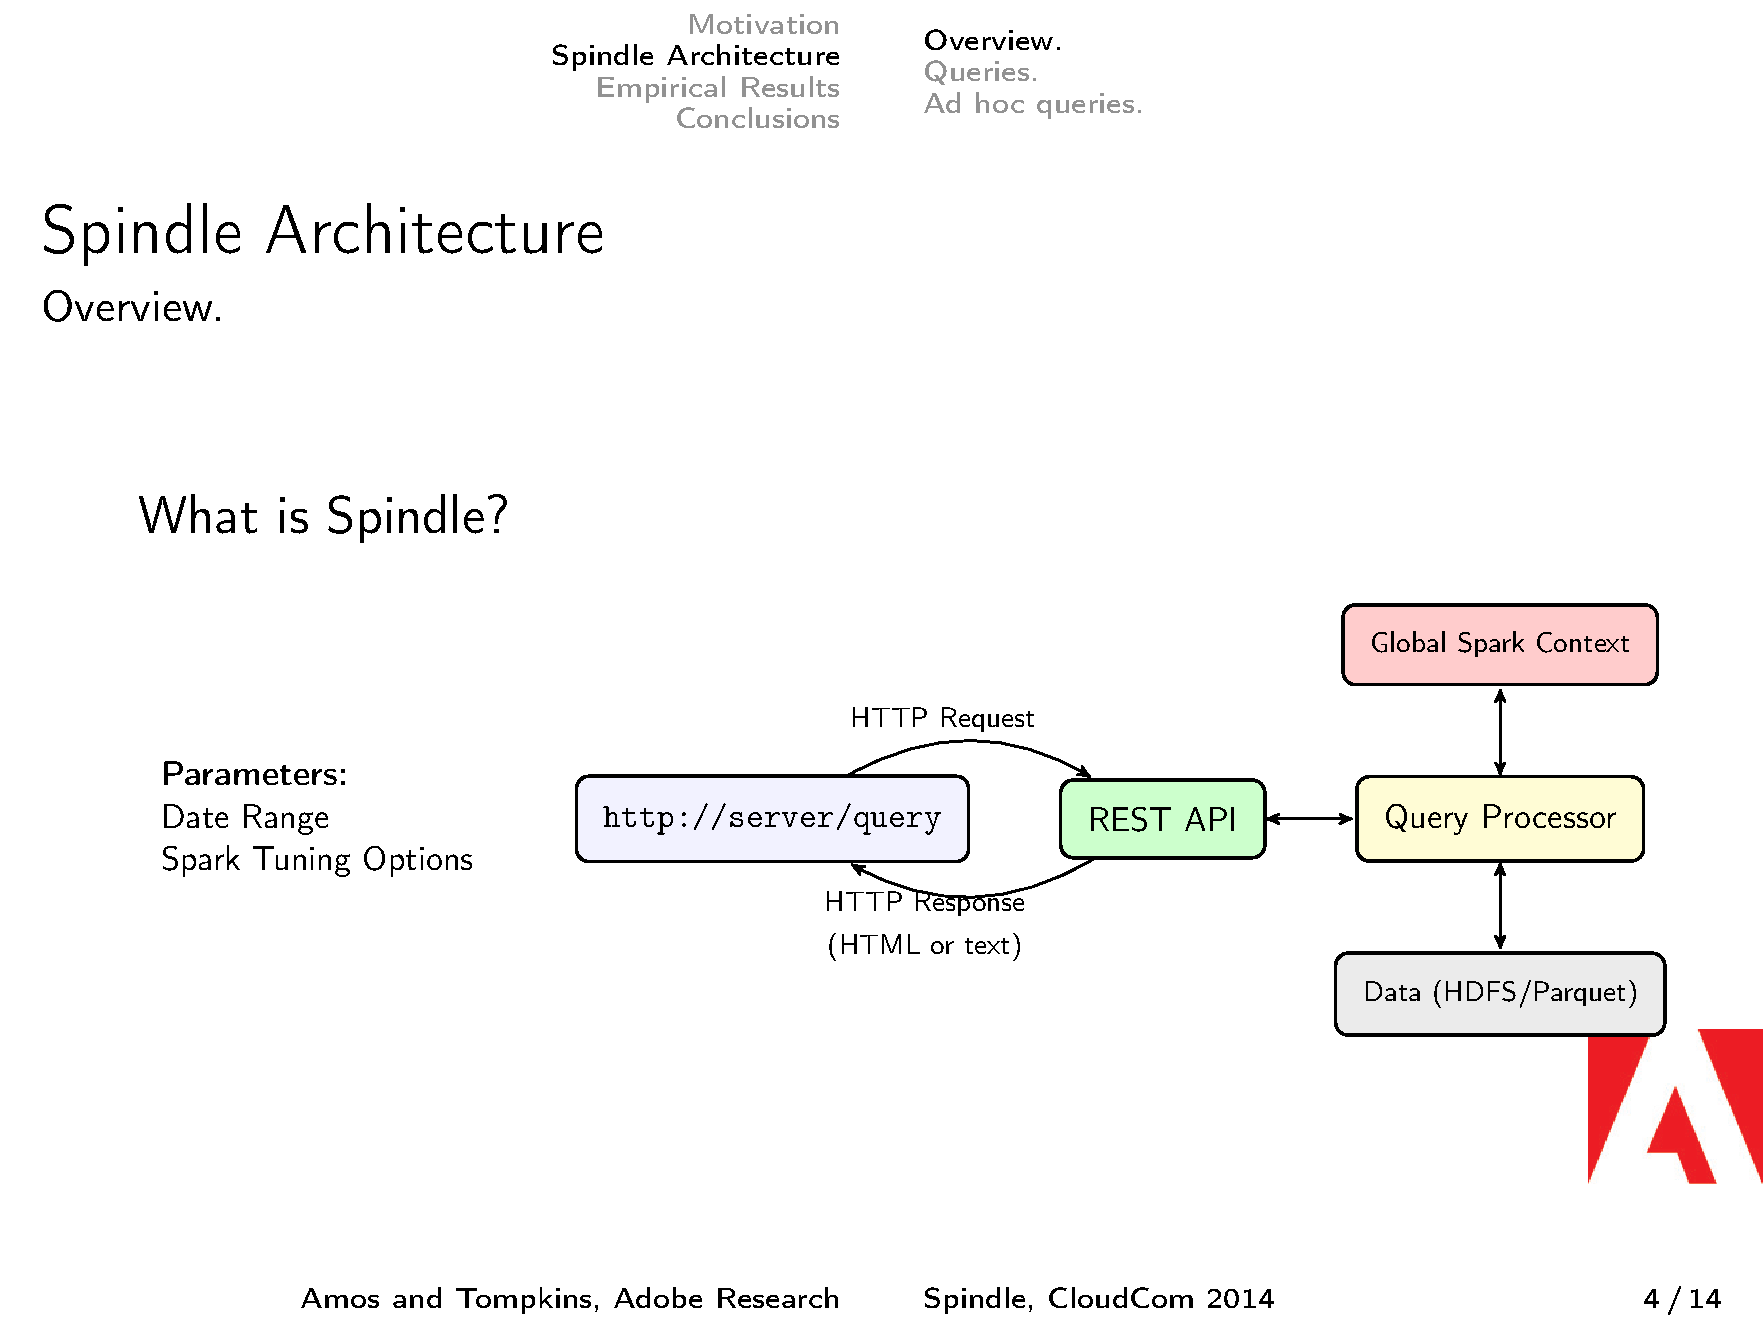 Motivation
Spindle Architecture
Empirical Results
Conclusions
Overview.
Queries.
Ad hoc queries.
Spindle Architecture
Overview.
What is Spindle?
Parameters:
Date Range
Spark Tuning Options
http://server/query
HTTP Request
HTTP Response
(HTML or text)
REST API
Global Spark Context
Query Processor
Data (HDFS/Parquet)
Amos and Tompkins, Adobe Research
Spindle, CloudCom 2014
4 / 14